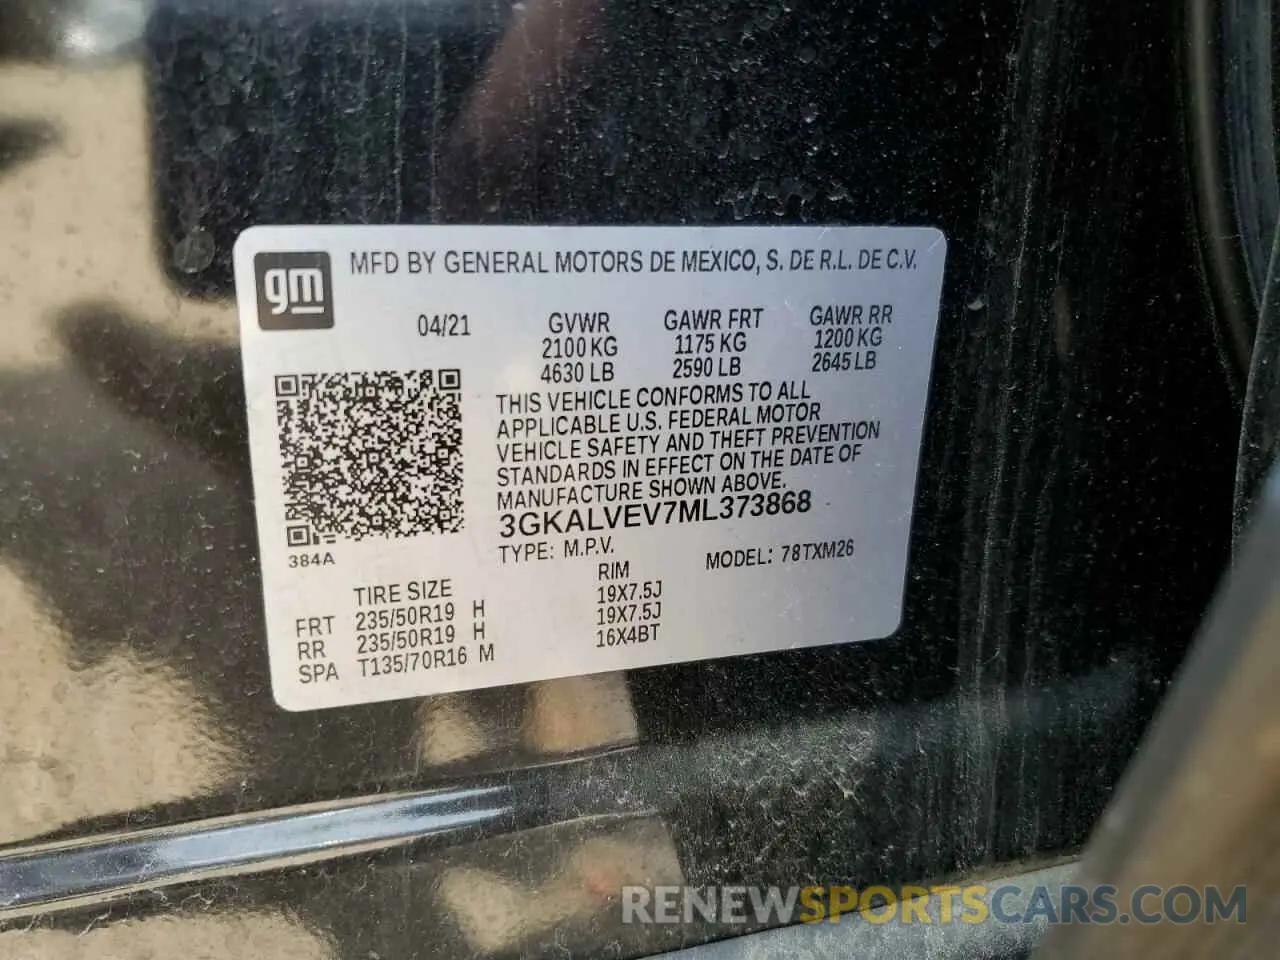 gm
MFD BY GENERAL MOTORS DE MEXICO, S. DE R.L. DE C.V.
04/21
GVWR GAWR FRT GAWR RR
2100 KG 1175 KG 1200 KG
4630 LB 2590 LB 2645 LB
THIS VEHICLE CONFORMS TO ALL
APPLICABLE U.S. FEDERAL MOTOR
VEHICLE SAFETY AND THEFT PREVENTION
STANDARDS IN EFFECT ON THE DATE OF
MANUFACTURE SHOWN ABOVE.
3GKALVEV7ML373868
384A
TYPE: M.P.V. MODEL: 78TXM26
TIRE SIZE RIM
FRT 235/50R19 H 19X7.5J
RR 235/50R19 H 19X7.5J
SPA T135/70R16 M 16X4BT
RENEWSPORTSCARS.COM